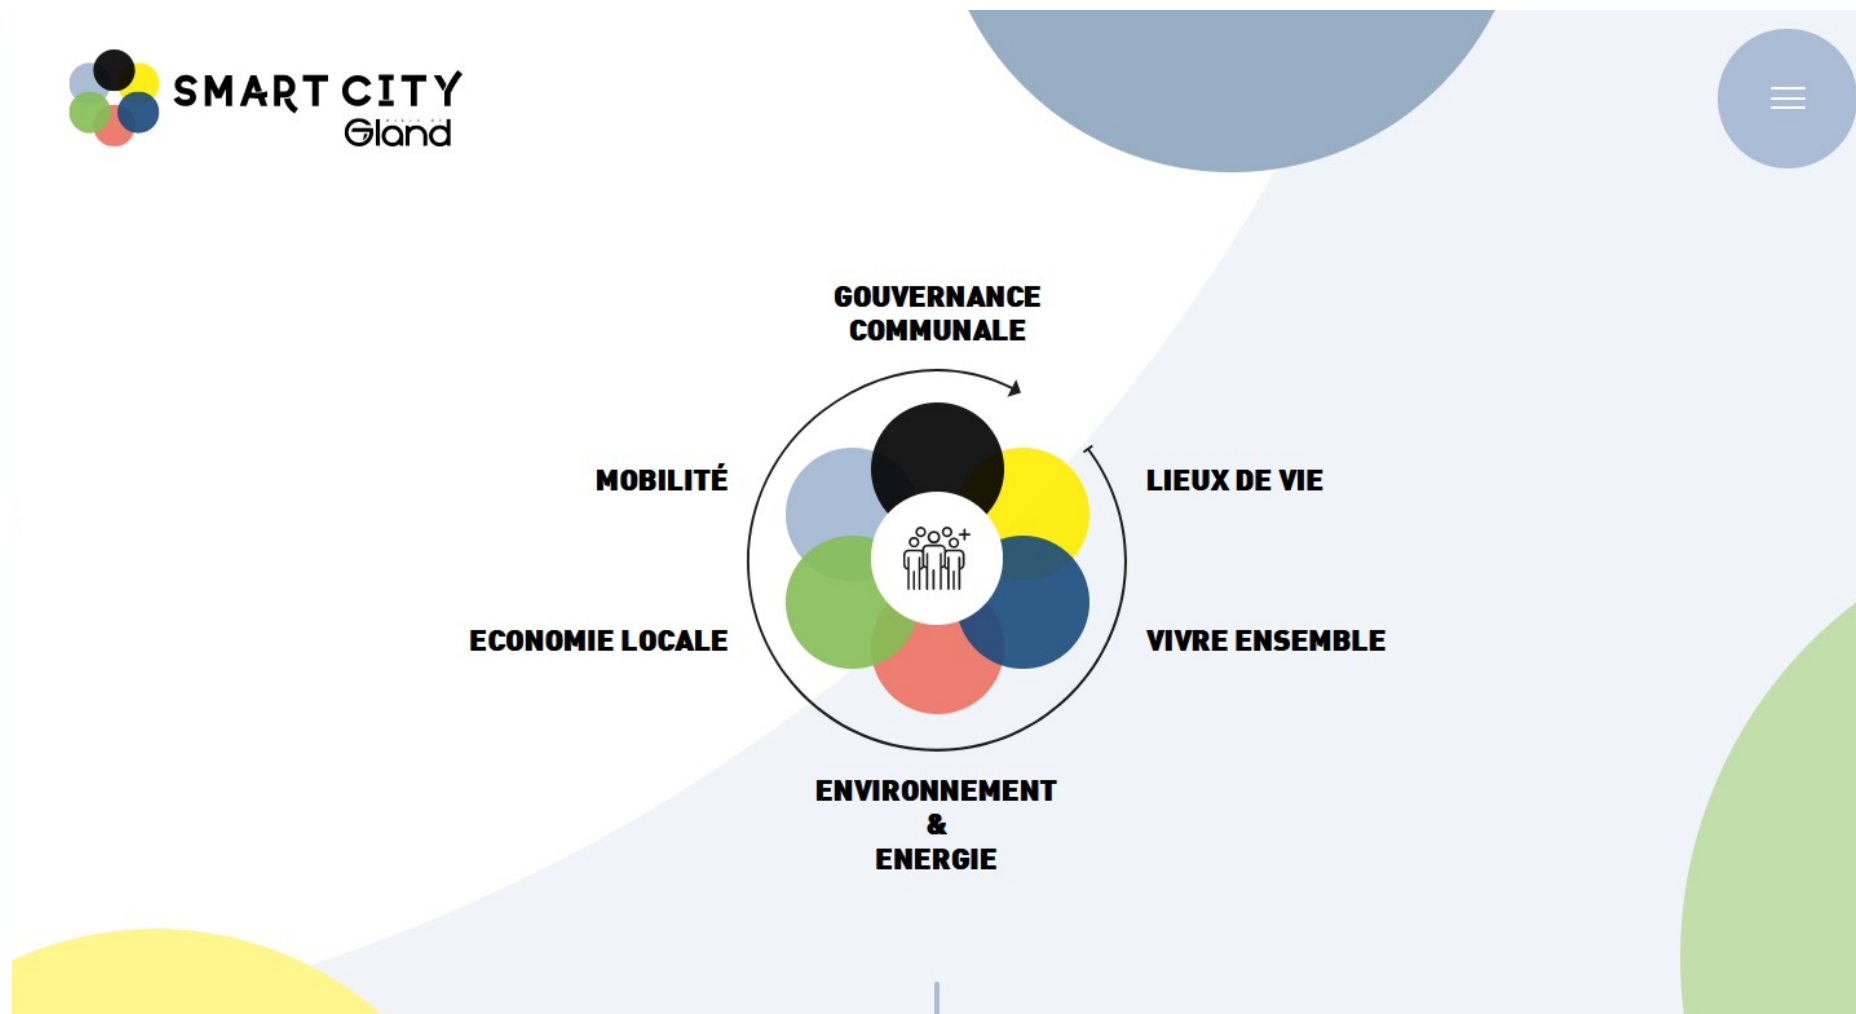 SMART CITY
Gland
GOUVERNANCE
COMMUNALE
MOBILITÉ
LIEUX DE VIE
ECONOMIE LOCALE
VIVRE ENSEMBLE
ENVIRONNEMENT
&
ENERGIE